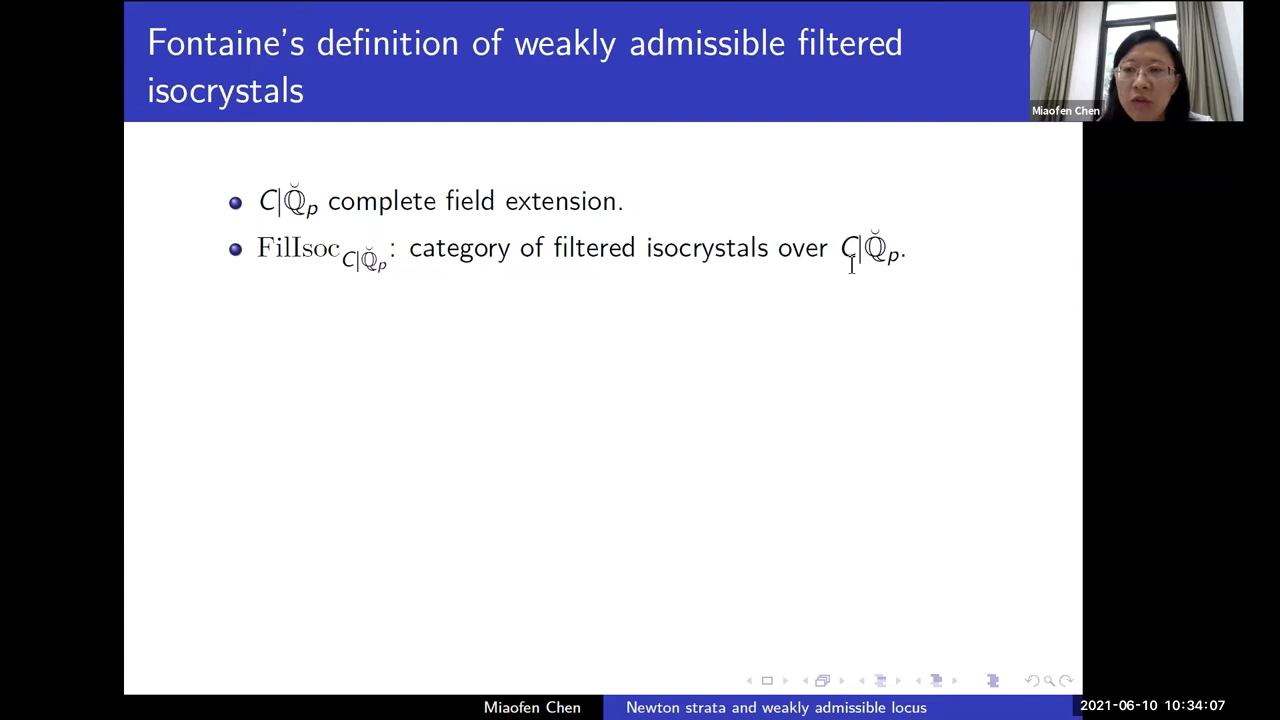 Fontaine's definition of weakly admissible filtered
isocrystals
Miaofen Chen
C|ℚ̆_p complete field extension.
FilIsoc_{C|ℚ̆_p}: category of filtered isocrystals over C|ℚ̆_p.
Miaofen Chen
Newton strata and weakly admissible locus
2021-06-10 10:34:07